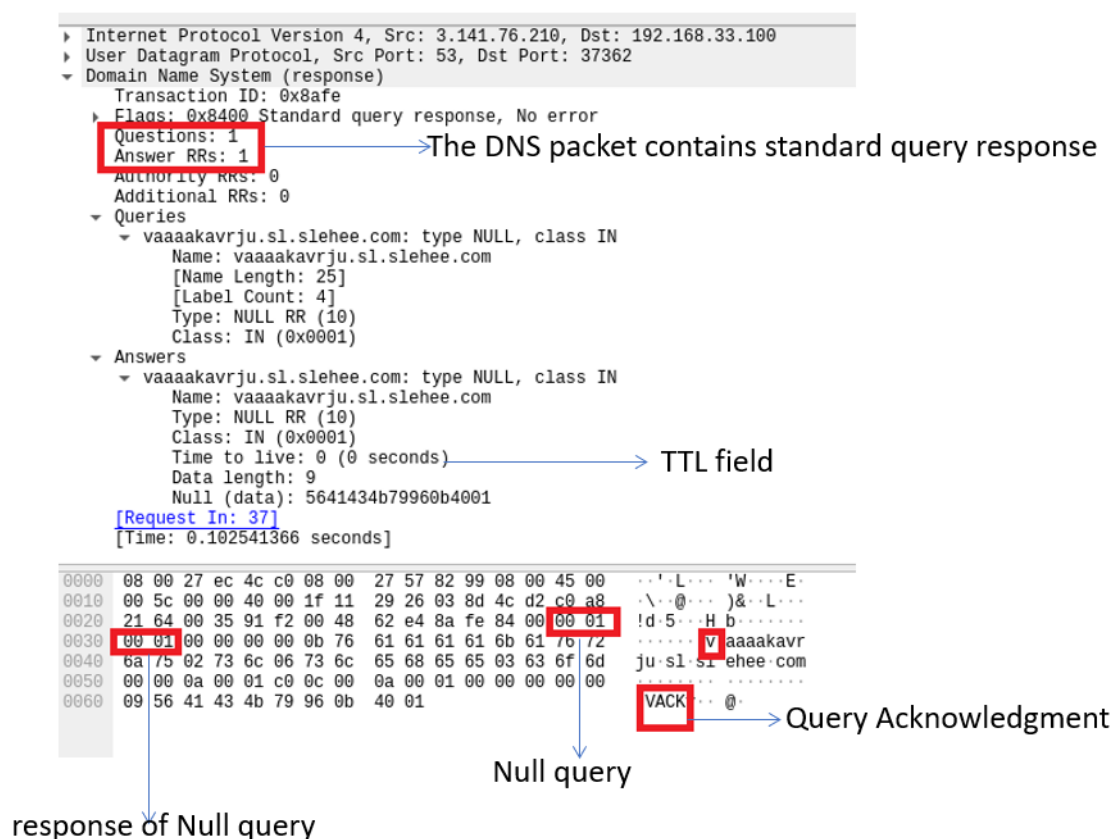 Internet Protocol Version 4, Src: 3.141.76.210, Dst: 192.168.33.100
User Datagram Protocol, Src Port: 53, Dst Port: 37362
Domain Name System (response)
Transaction ID: 0x8afe
Flags: 0x8400 Standard query response, No error
Questions: 1
Answer RRs: 1
The DNS packet contains standard query response
Authority RRs: 0
Additional RRs: 0
Queries
vaaaakavrju.sl.slehee.com: type NULL, class IN
Name: vaaaakavrju.sl.slehee.com
[Name Length: 25]
[Label Count: 4]
Type: NULL RR (10)
Class: IN (0x0001)
Answers
vaaaakavrju.sl.slehee.com: type NULL, class IN
Name: vaaaakavrju.sl.slehee.com
Type: NULL RR (10)
Class: IN (0x0001)
Time to live: 0 (0 seconds)
TTL field
Data length: 9
Null (data): 5641434b79960b4001
[Request In: 37]
[Time: 0.102541366 seconds]
0000 08 00 27 ec 4c c0 08 00 27 57 82 99 08 00 45 00 ··'·L··· 'W····E·
0010 00 5c 00 00 40 00 1f 11 29 26 03 8d 4c d2 c0 a8 ·\··@··· )&··L···
0020 21 64 00 35 91 f2 00 48 62 e4 8a fe 84 00 00 01 !d·5···H b·······
0030 00 01 00 00 00 00 0b 76 61 61 61 61 6b 61 76 72 ·······v aaaakavr
0040 6a 75 02 73 6c 06 73 6c 65 68 65 65 03 63 6f 6d ju·sl·sl ehee·com
0050 00 00 0a 00 01 c0 0c 00 0a 00 01 00 00 00 00 00 ········ ········
0060 09 56 41 43 4b 79 96 0b 40 01 ·VACKy·· @·
Query Acknowledgment
Null query
response of Null query